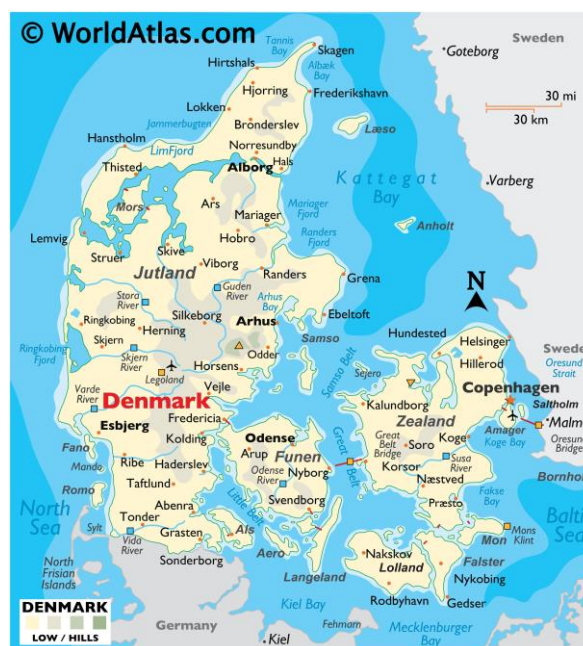 © WorldAtlas.com
Tannis
Bay
Skagen
Sweden
Goteborg
Hirtshals
Albæk
Bay
Hjorring
Frederikshavn
Lokken
Jammerbugten
Bronderslev
30 mi
30 km
Læso
Hanstholm
LimFjord
Norresundby
Thisted
Alborg
Hals
Kattegat
Bay
Varberg
Mors
Ars
Mariager
Mariager
Fjord
Anholt
Lemvig
Hobro
Randers
Fjord
Struer
Skive
Jutland
Viborg
Randers
Grena
N
Stora
River
Guden
River
Arhus
Bay
Ebeltoft
Ringkobing
Silkeborg
Arhus
Herning
Samso
Hundested
Helsinger
Skjern
Odder
Sweden
Ringkobing
Fjord
Skjern
River
Horsens
Samso Belt
Sejero
Hillerod
Oresund
Strait
Legoland
Vejle
Copenhagen
Varde
River
Denmark
Kalundborg
Saltholm
Malm
Esbjerg
Fredericia
Zealand
Amager
Oresund
Bridge
Kolding
Odense
Great
Belt
Bridge
Soro
Koge
Koge Bay
Fano
Arup
Funen
Great Belt
Susa
River
Mando
Ribe
Haderslev
Odense
River
Nyborg
Korsor
Bornho
Romo
Taftlund
Little Belt
Svendborg
Næstved
Fakse
Bay
North
Sea
Abenra
Præsto
Balti
Sea
Sylt
Tonder
Als
Mon
Mons
Klint
Vida
River
Grasten
Aero
Nakskov
North
Frisian
Islands
Sonderborg
Langeland
Lolland
Falster
Nykobing
Rodbyhavn
Gedser
Kiel Bay
DENMARK
LOW / HILLS
Germany
Fehmarn
Kiel
Mecklenburger
Bay